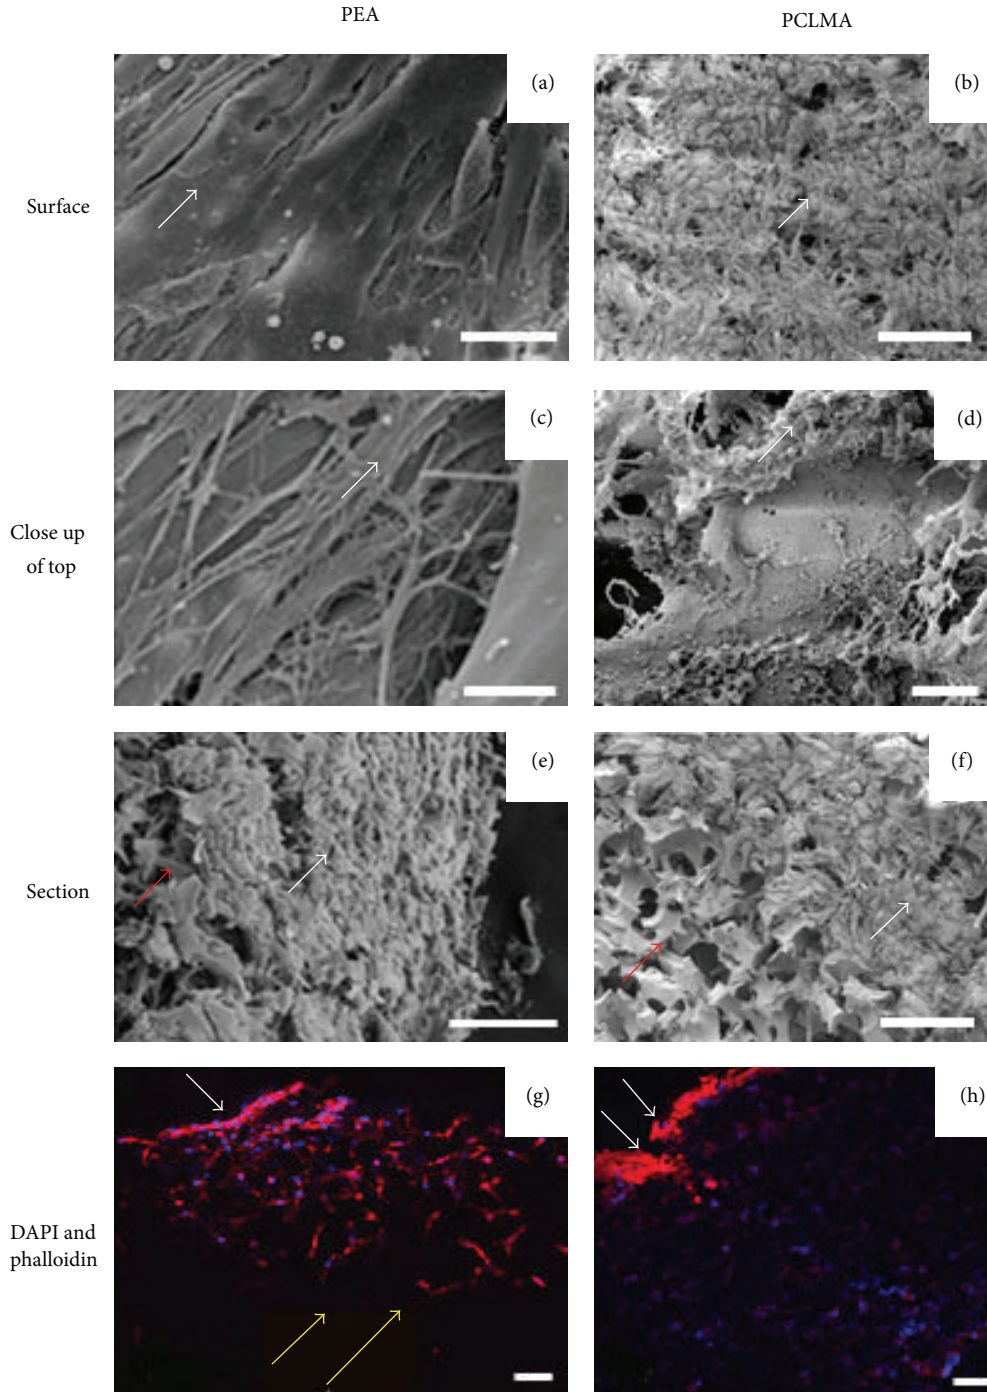 PEA
PCLMA
(a)
(b)
Surface
(c)
(d)
Close up
of top
(e)
(f)
Section
(g)
(h)
DAPI and
phalloidin